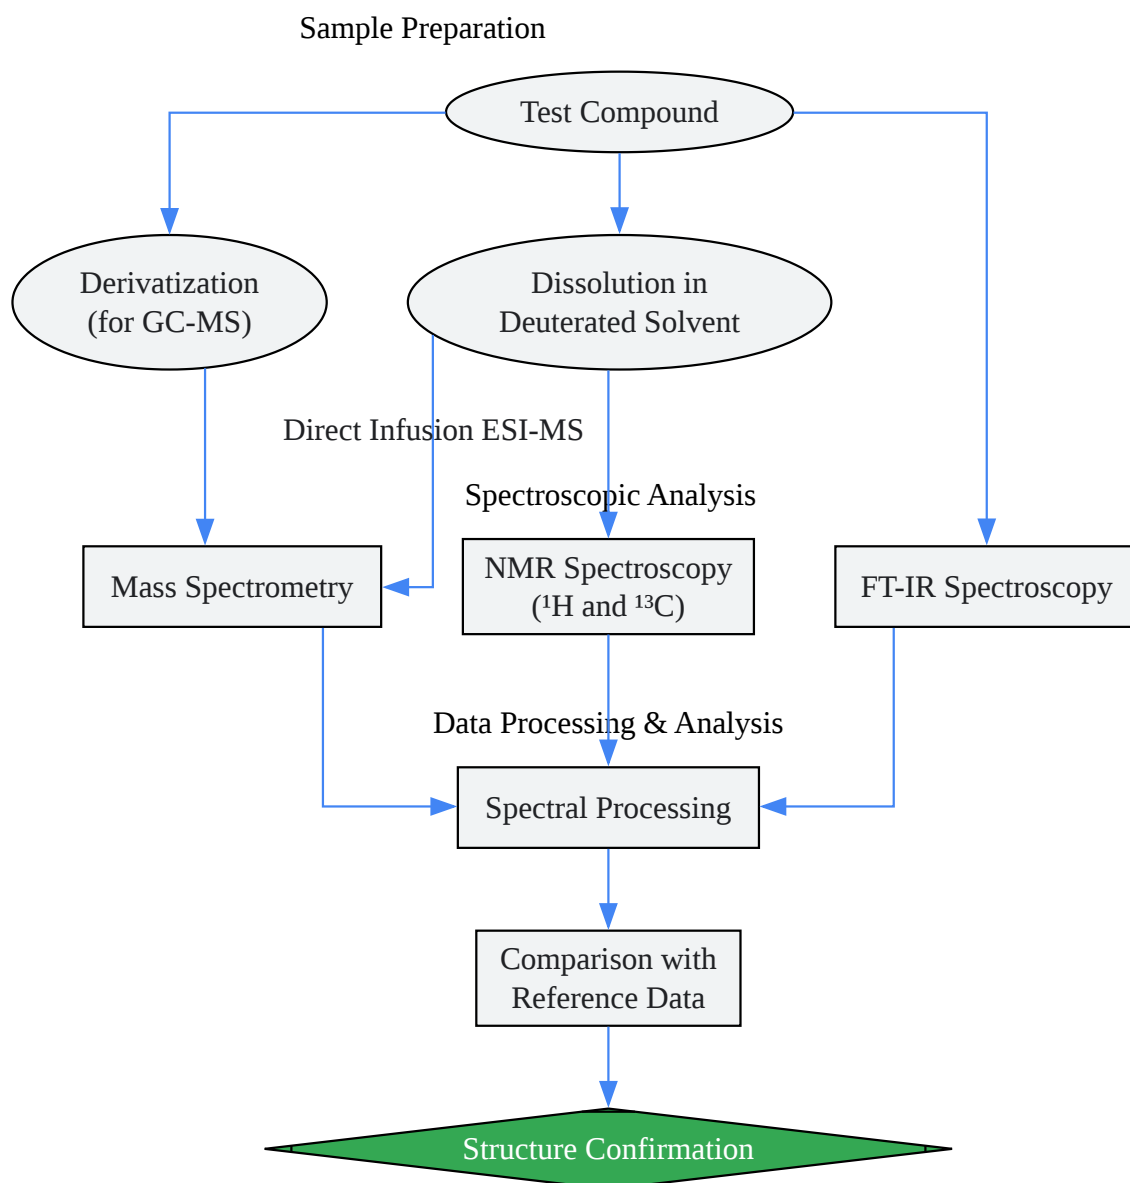 Sample Preparation
Test Compound
Derivatization
(for GC-MS)
Dissolution in
Deuterated Solvent
Direct Infusion ESI-MS
Spectroscopic Analysis
Mass Spectrometry
NMR Spectroscopy
(¹H and ¹³C)
FT-IR Spectroscopy
Data Processing & Analysis
Spectral Processing
Comparison with
Reference Data
Structure Confirmation